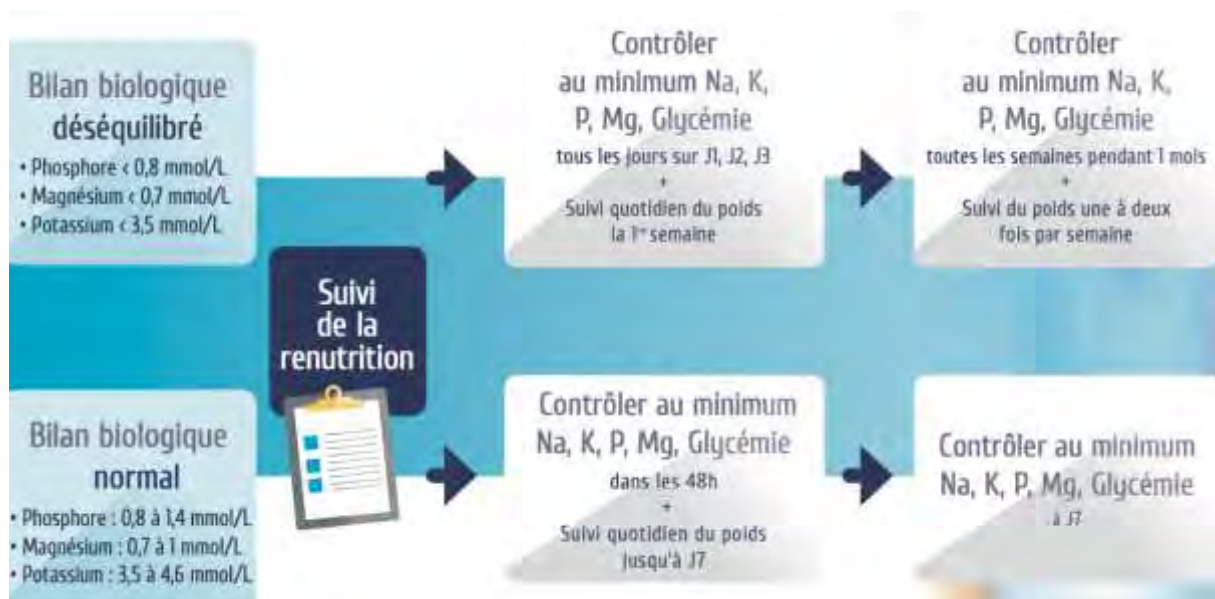 Bilan biologique
déséquilibré
• Phosphore < 0,8 mmol/L
• Magnésium < 0,7 mmol/L
• Potassium < 3,5 mmol/L
Contrôler
au minimum Na, K,
P, Mg, Glycémie
tous les jours sur J1, J2, J3
+
Suivi quotidien du poids
la 1re semaine
Contrôler
au minimum Na, K,
P, Mg, Glycémie
toutes les semaines pendant 1 mois
+
Suivi du poids une à deux
fois par semaine
Suivi
de la
renutrition
Bilan biologique
normal
• Phosphore : 0,8 à 1,4 mmol/L
• Magnésium : 0,7 à 1 mmol/L
• Potassium : 3,5 à 4,6 mmol/L
Contrôler au minimum
Na, K, P, Mg, Glycémie
dans les 48h
+
Suivi quotidien du poids
jusqu'à J7
Contrôler au minimum
Na, K, P, Mg, Glycémie
à J7